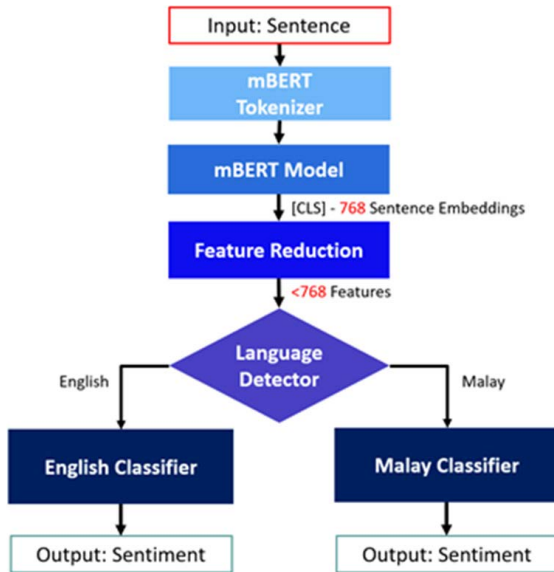 Input: Sentence
mBERT
Tokenizer
mBERT Model
[CLS] - 768 Sentence Embeddings
Feature Reduction
<768 Features
Language
Detector
English
Malay
English Classifier
Malay Classifier
Output: Sentiment
Output: Sentiment